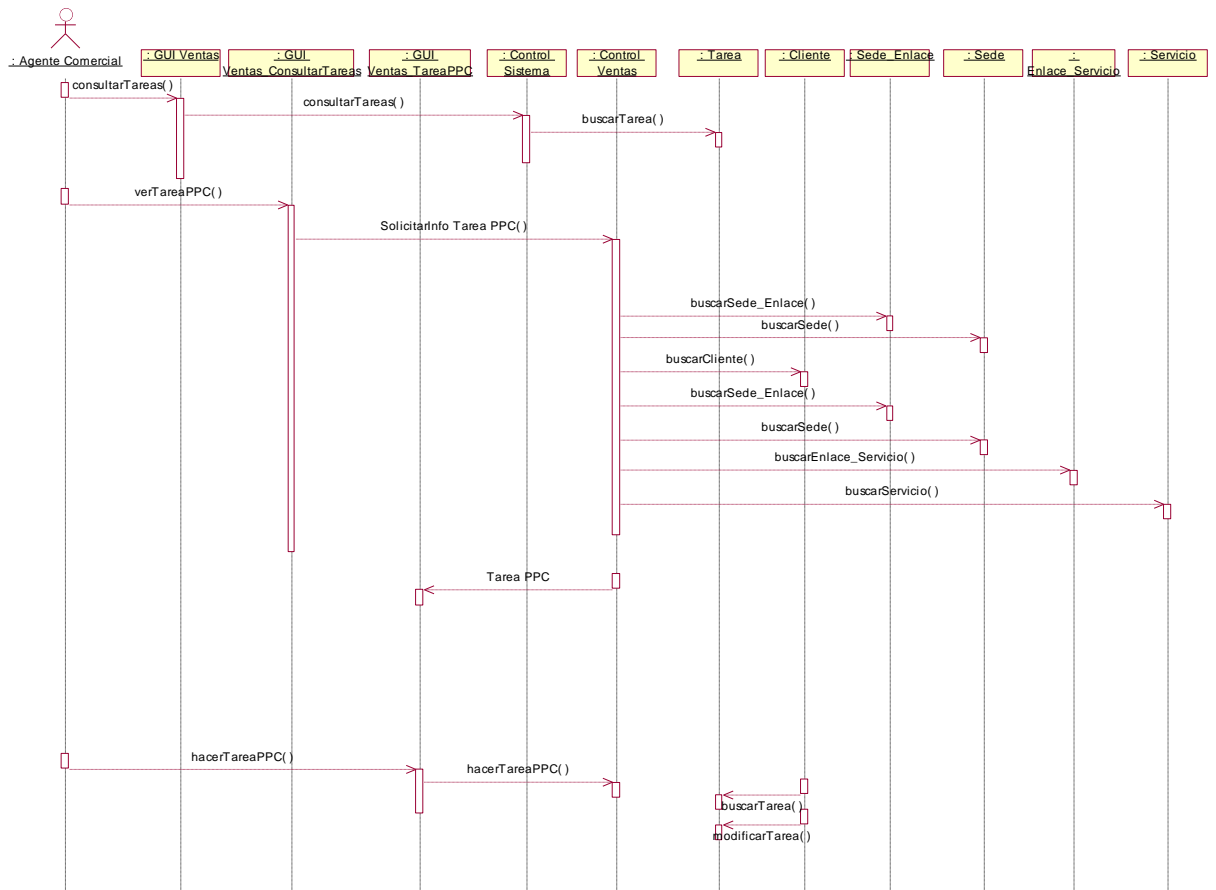 : Agente Comercial
: GUI Ventas
: GUI
Ventas_ConsultarTareas
: GUI
Ventas_TareaPPC
: Control
Sistema
: Control
Ventas
: Tarea
: Cliente
: Sede_Enlace
: Sede
:
Enlace_Servicio
: Servicio
consultarTareas( )
consultarTareas( )
buscarTarea( )
verTareaPPC( )
SolicitarInfo Tarea PPC( )
buscarSede_Enlace( )
buscarSede( )
buscarCliente( )
buscarSede_Enlace( )
buscarSede( )
buscarEnlace_Servicio( )
buscarServicio( )
Tarea PPC
hacerTareaPPC( )
hacerTareaPPC( )
buscarTarea( )
modificarTarea( )